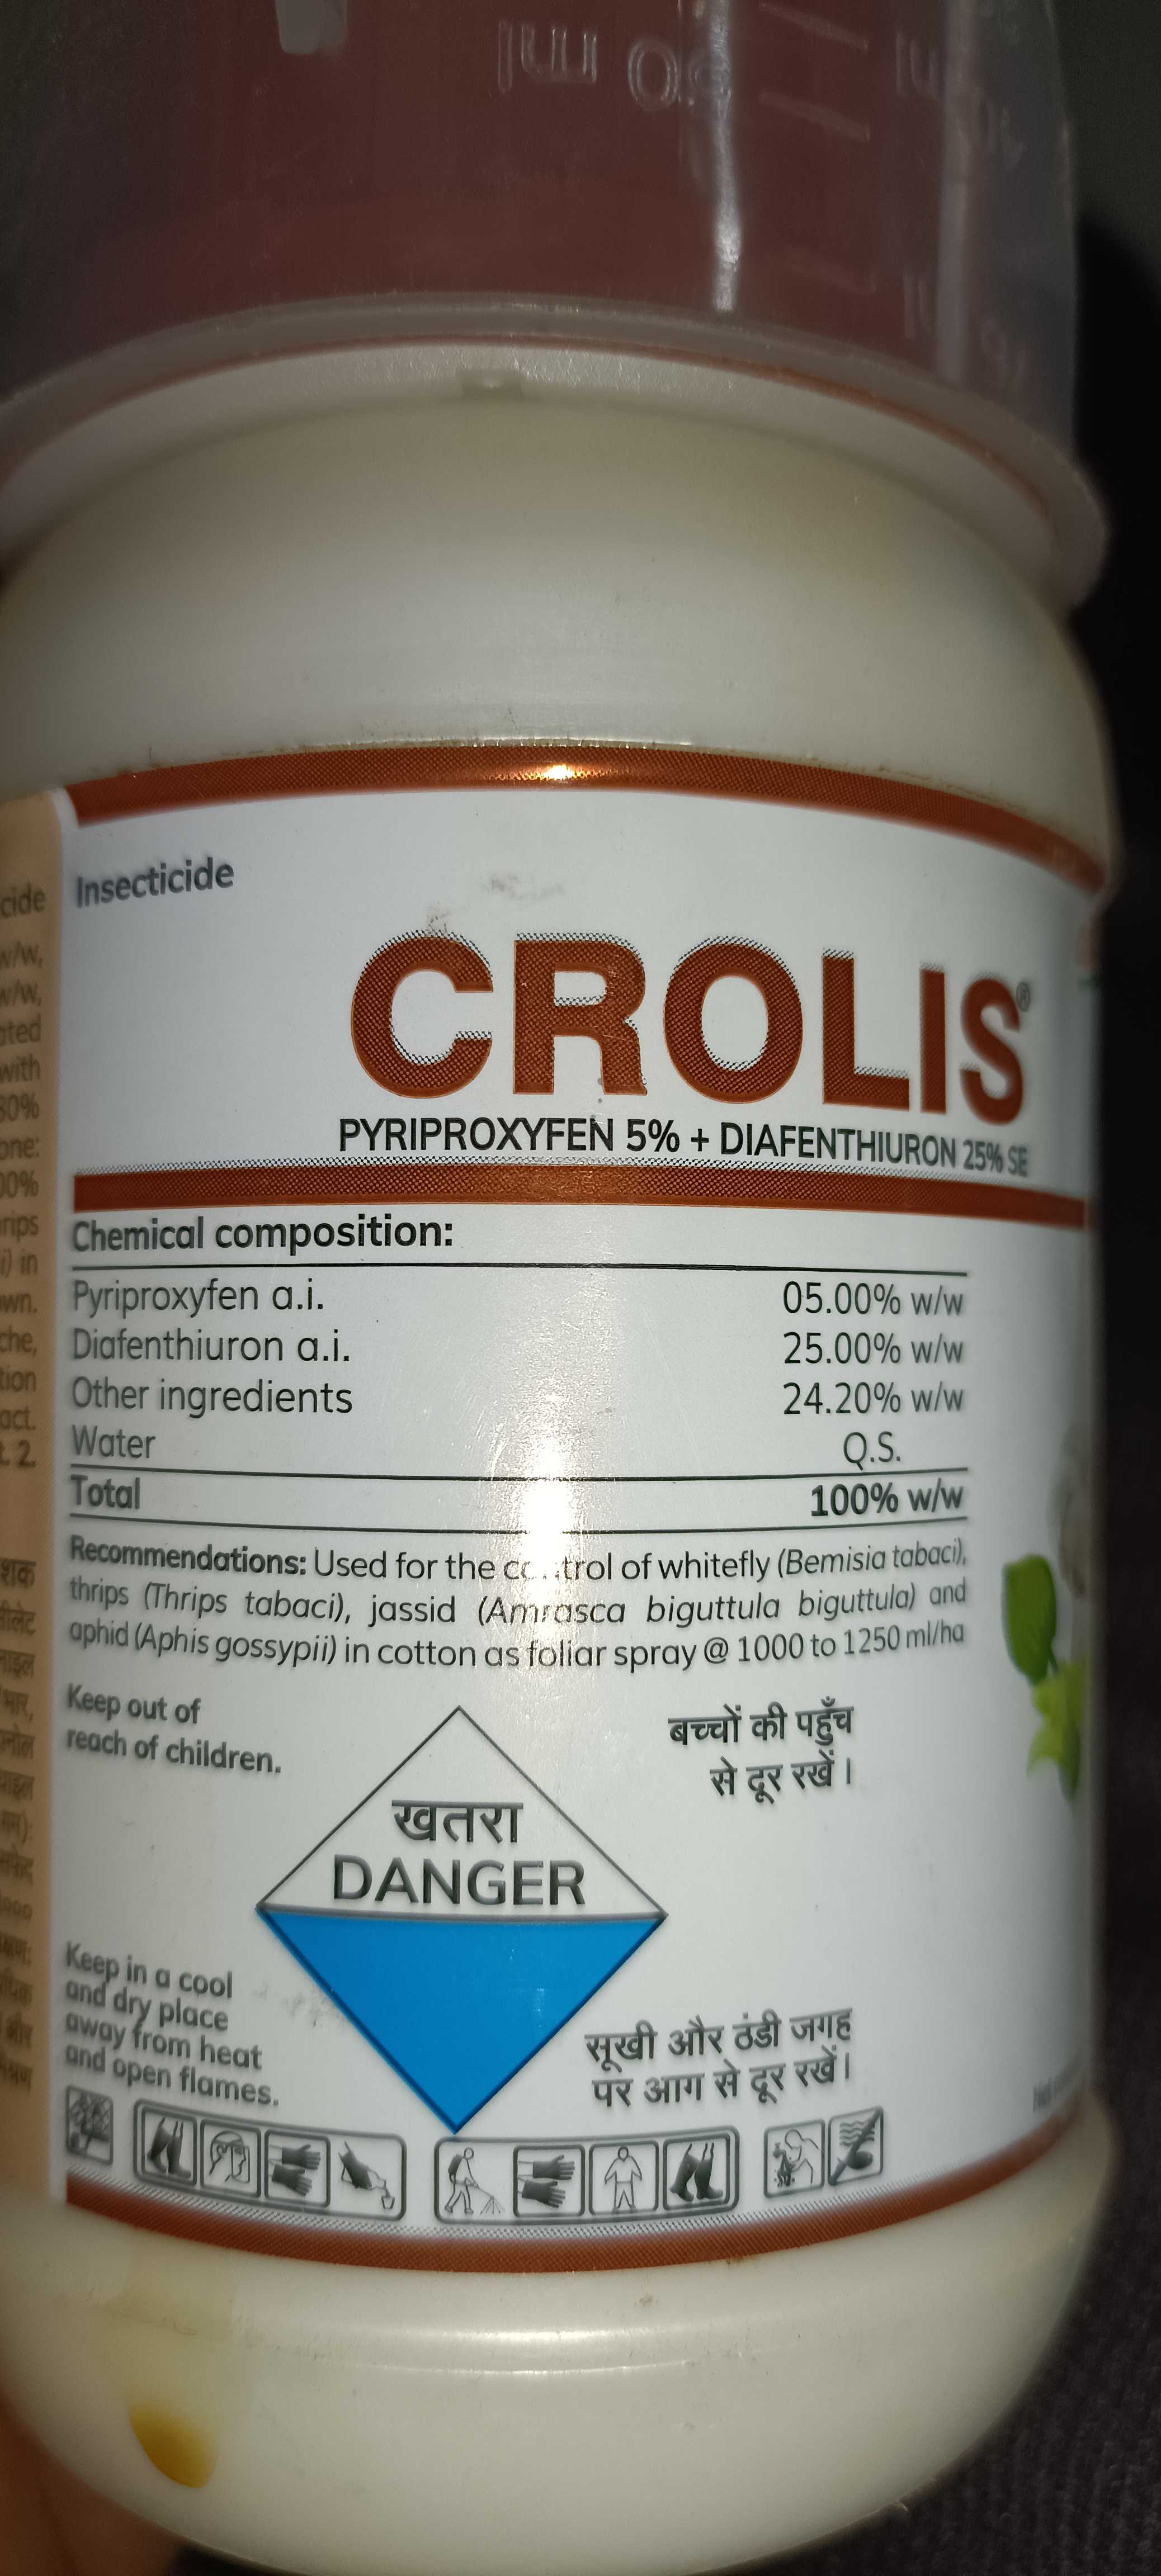 50 ml
Insecticide
CROLIS®
PYRIPROXYFEN 5% + DIAFENTHIURON 25% SE
Chemical composition:
Pyriproxyfen a.i. 05.00% w/w
Diafenthiuron a.i. 25.00% w/w
Other ingredients 24.20% w/w
Water Q.S.
Total 100% w/w
Recommendations: Used for the control of whitefly (Bemisia tabaci),
thrips (Thrips tabaci), jassid (Amrasca biguttula biguttula) and
aphid (Aphis gossypii) in cotton as foliar spray @ 1000 to 1250 ml/ha
Keep out of
reach of children.
बच्चों की पहुँच
से दूर रखें।
खतरा
DANGER
Keep in a cool
and dry place
away from heat
and open flames.
सूखी और ठंडी जगह
पर आग से दूर रखें।